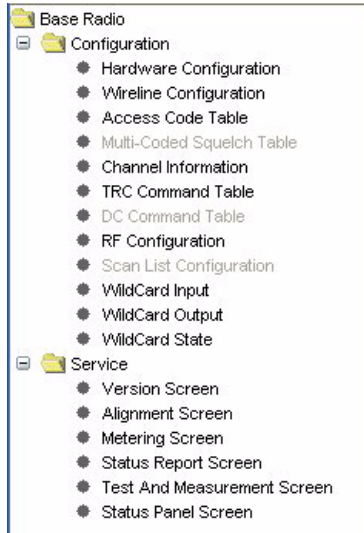 Base Radio
Configuration
Hardware Configuration
Wireline Configuration
Access Code Table
Multi-Coded Squelch Table
Channel Information
TRC Command Table
DC Command Table
RF Configuration
Scan List Configuration
WildCard Input
WildCard Output
WildCard State
Service
Version Screen
Alignment Screen
Metering Screen
Status Report Screen
Test And Measurement Screen
Status Panel Screen